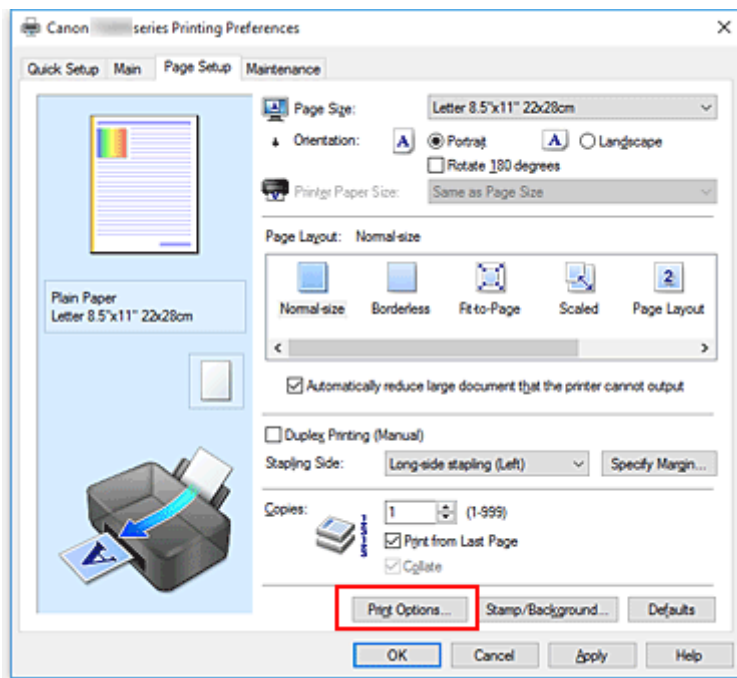 Canon series Printing Preferences
Quick Setup Main Page Setup Maintenance
Page Size: Letter 8.5"x11" 22x28cm
Orientation: A Portrait A Landscape
Rotate 180 degrees
Printer Paper Size: Same as Page Size
Page Layout: Normal-size
2
Normal-size Borderless Fit-to-Page Scaled Page Layout
Plain Paper
Letter 8.5"x11" 22x28cm
Automatically reduce large document that the printer cannot output
Duplex Printing (Manual)
Stapling Side: Long-side stapling (Left) Specify Margin...
Copies: 1 (1-999)
Print from Last Page
Collate
A
Print Options... Stamp/Background... Defaults
OK Cancel Apply Help